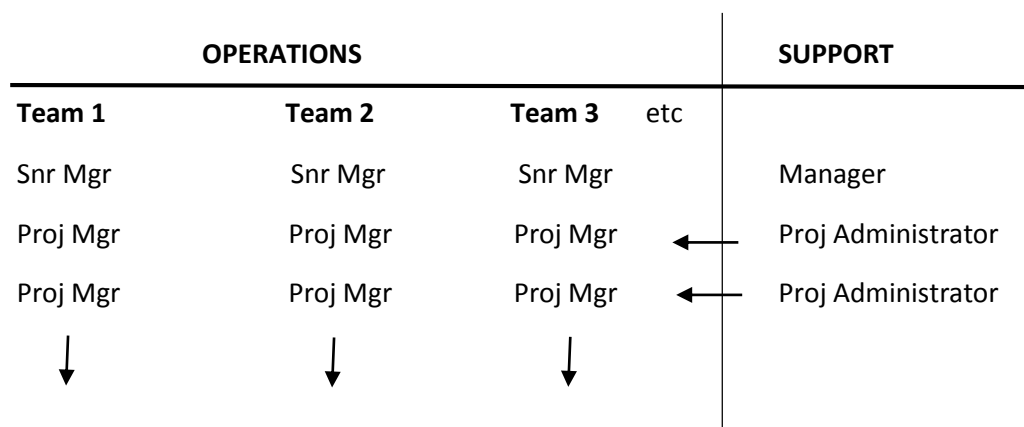 OPERATIONS SUPPORT
Team 1 Team 2 Team 3 etc
Snr Mgr Snr Mgr Snr Mgr Manager
Proj Mgr Proj Mgr Proj Mgr Proj Administrator
Proj Mgr Proj Mgr Proj Mgr Proj Administrator